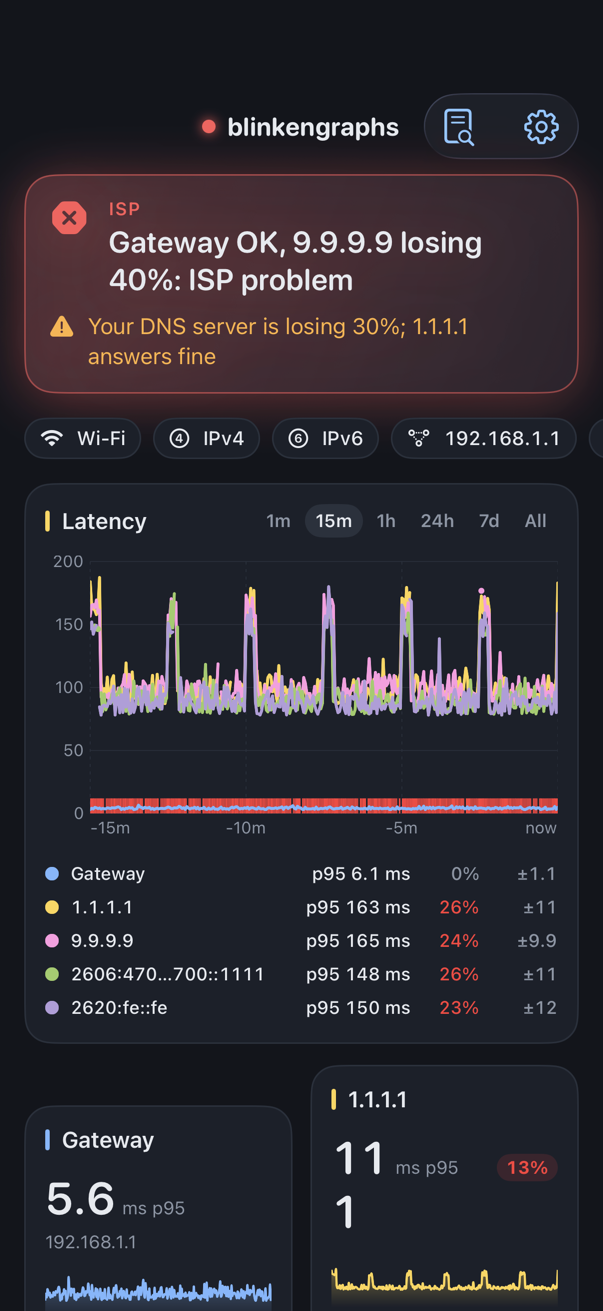 blinkengraphs
ISP
Gateway OK, 9.9.9.9 losing
40%: ISP problem
Your DNS server is losing 30%; 1.1.1.1
answers fine
Wi-Fi
4 IPv4
6 IPv6
192.168.1.1
Latency 1m 15m 1h 24h 7d All
200
150
100
50
0
-15m -10m -5m now
Gateway p95 6.1 ms 0% ±1.1
1.1.1.1 p95 163 ms 26% ±11
9.9.9.9 p95 165 ms 24% ±9.9
2606:470…700::1111 p95 148 ms 26% ±11
2620:fe::fe p95 150 ms 23% ±12
Gateway
5.6 ms p95
192.168.1.1
1.1.1.1
11 ms p95 13%
1